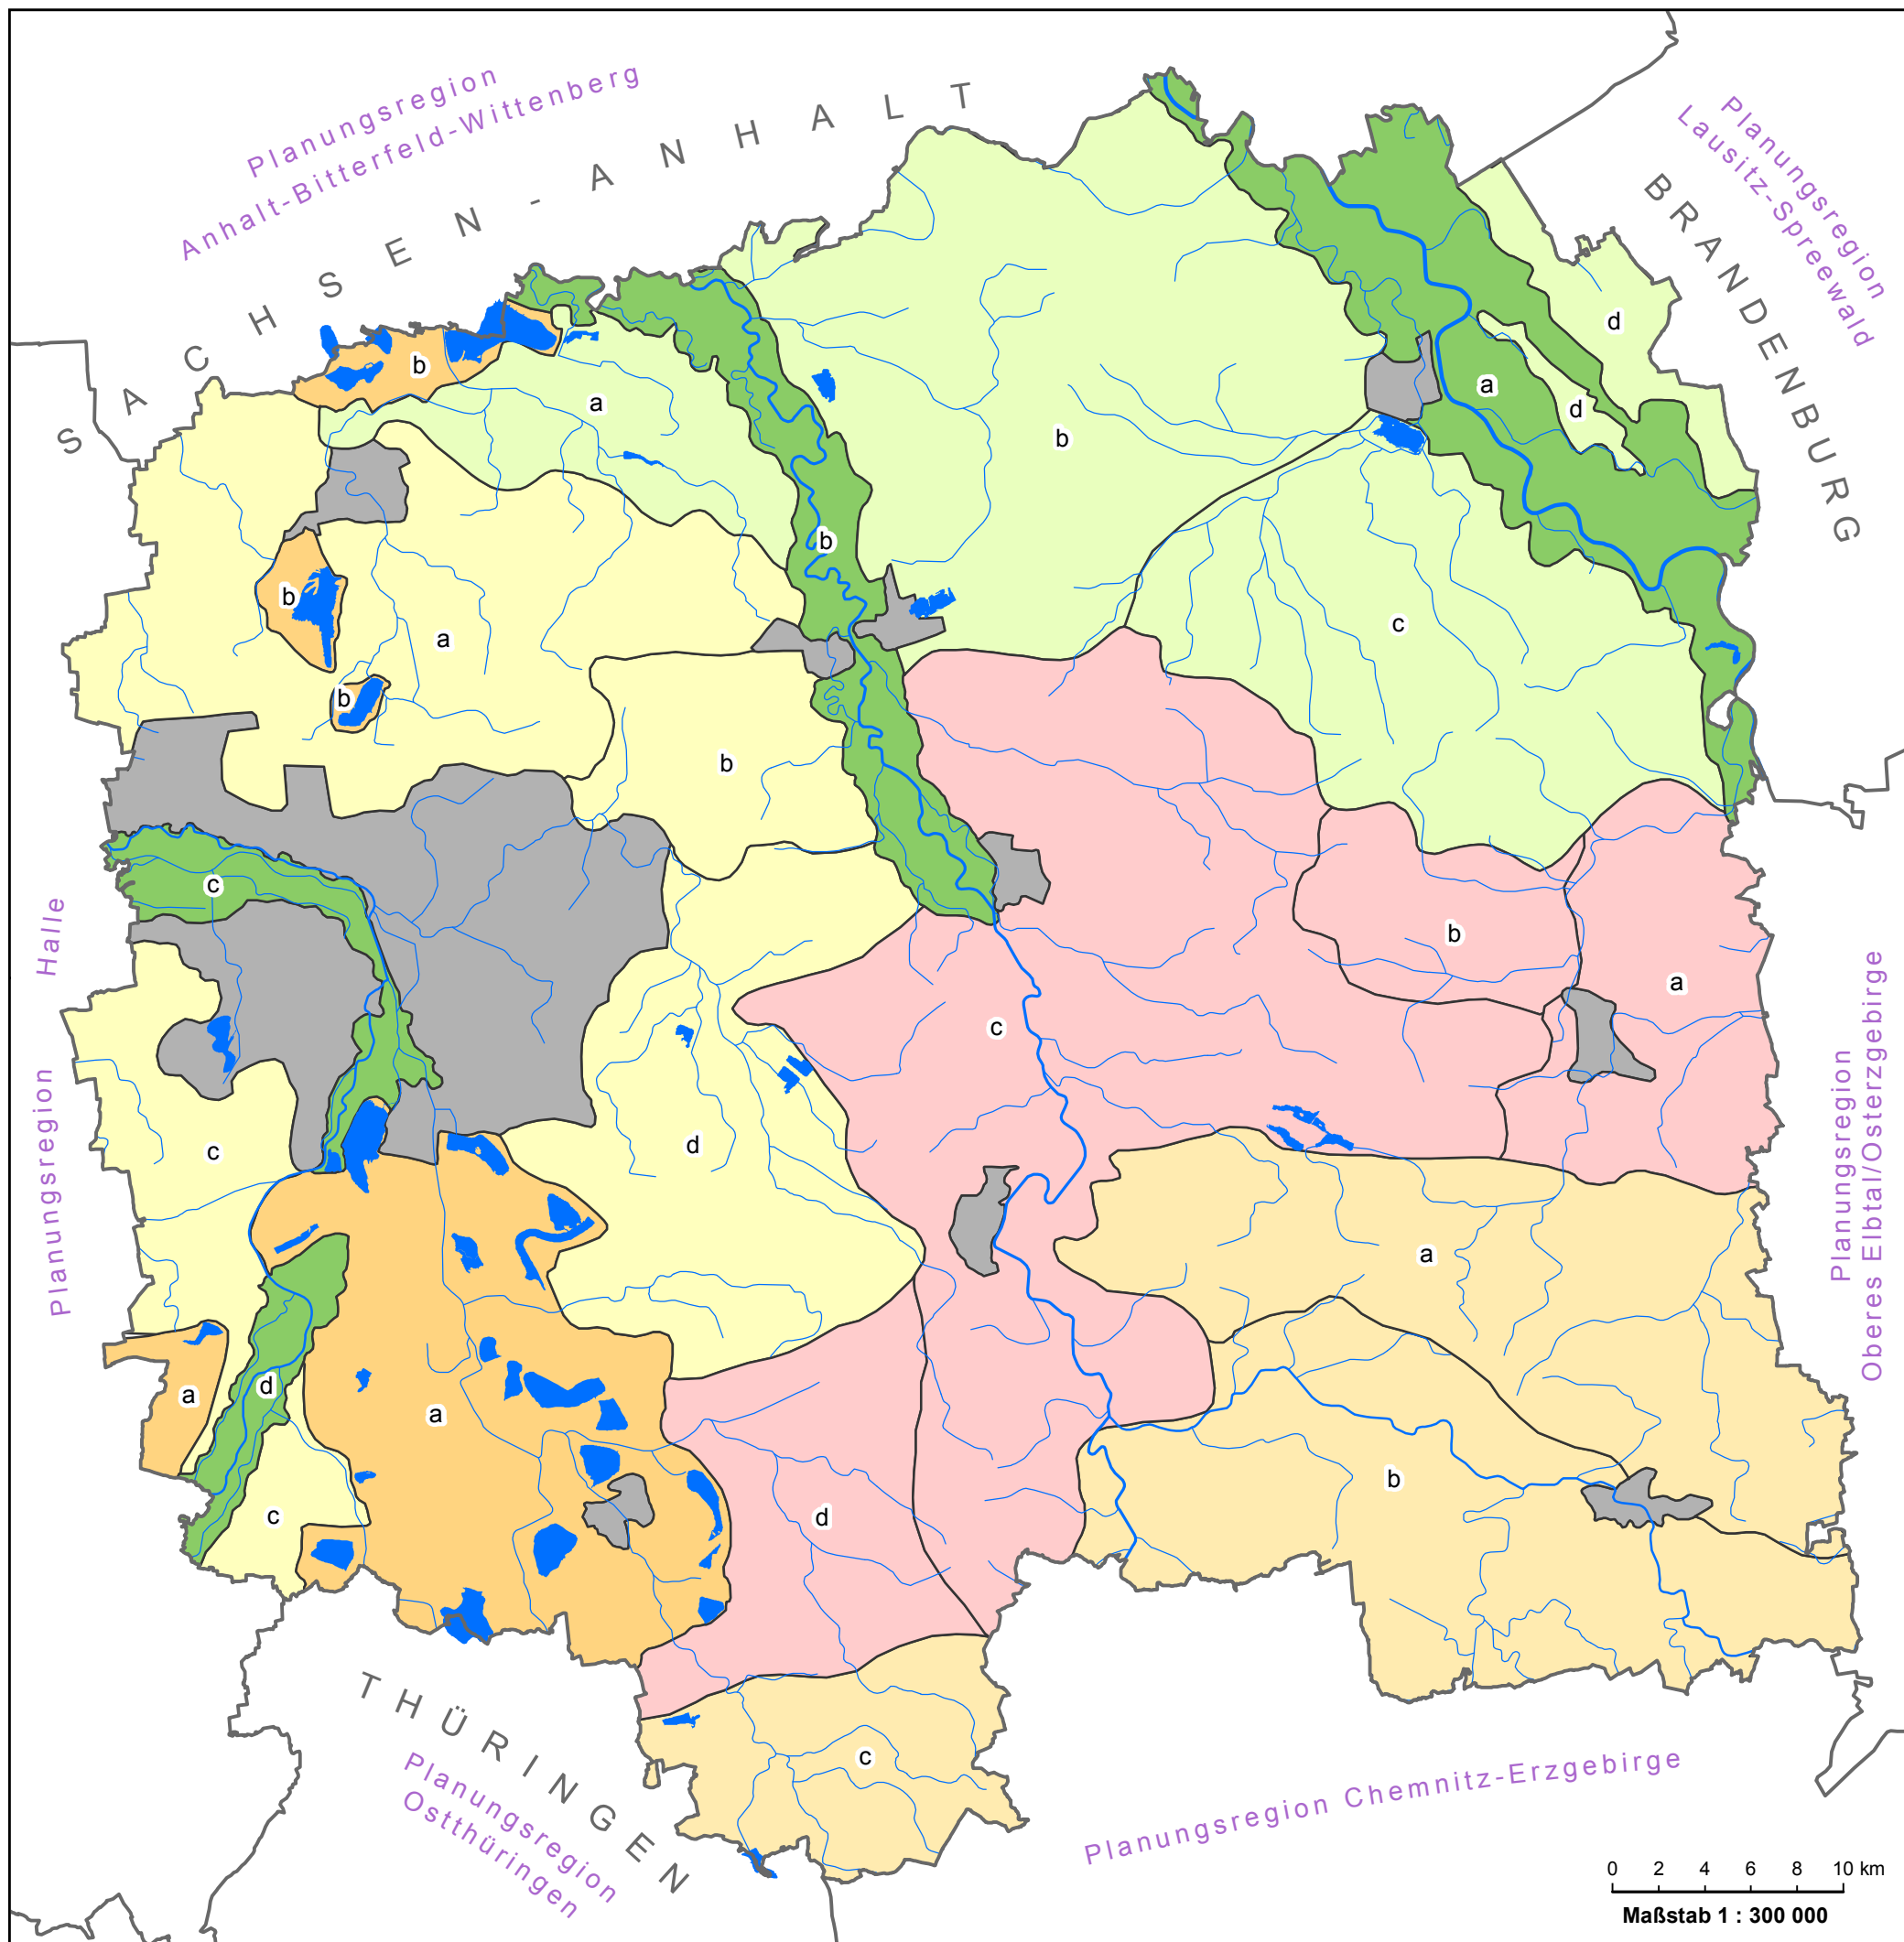 Planungsregion
Anhalt-Bitterfeld-Wittenberg
SACHSEN-ANHALT
Planungsregion
Lausitz-Spreewald
BRANDENBURG
d
b
a
d
a
b
b
b
c
a
b
b
c
b
a
c
c
d
a
a
d
a
b
c
d
c
Planungsregion Halle
Planungsregion
Oberes Elbtal/Osterzgebirge
THÜRINGEN
Planungsregion
Ostthüringen
Planungsregion Chemnitz-Erzgebirge
0 2 4 6 8 10 km
Maßstab 1 : 300 000